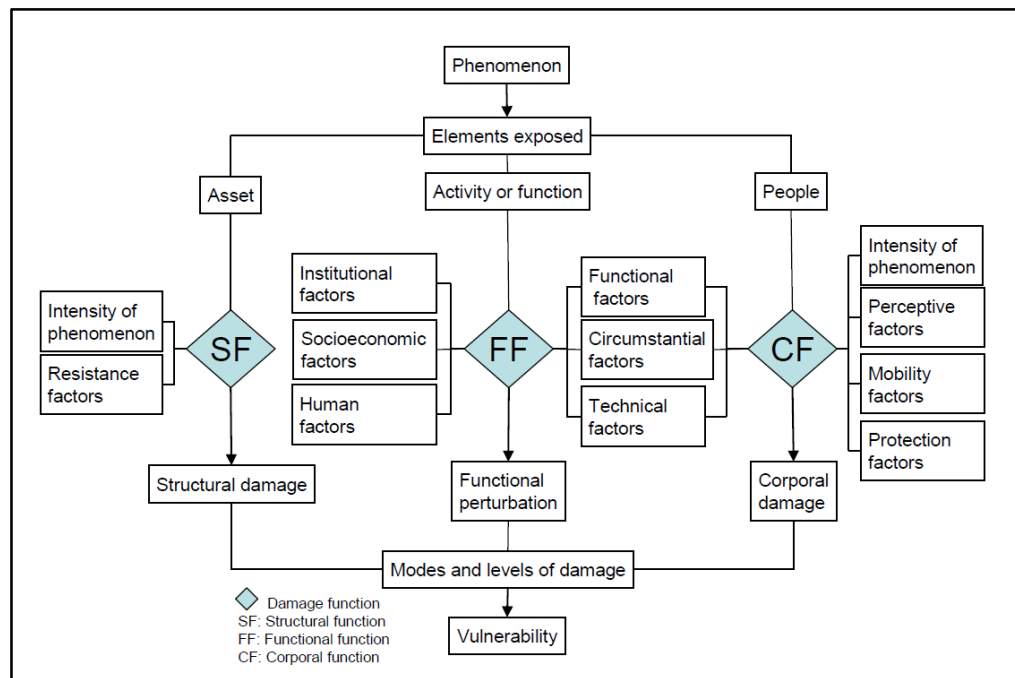 Phenomenon
Elements exposed
Asset
Activity or function
People
Intensity of
phenomenon
Resistance
factors
SF
Institutional
factors
Socioeconomic
factors
Human
factors
FF
Functional
factors
Circumstantial
factors
Technical
factors
CF
Intensity of
phenomenon
Perceptive
factors
Mobility
factors
Protection
factors
Structural damage
Functional
perturbation
Corporal
damage
Modes and levels of damage
Vulnerability
Damage function
SF: Structural function
FF: Functional function
CF: Corporal function